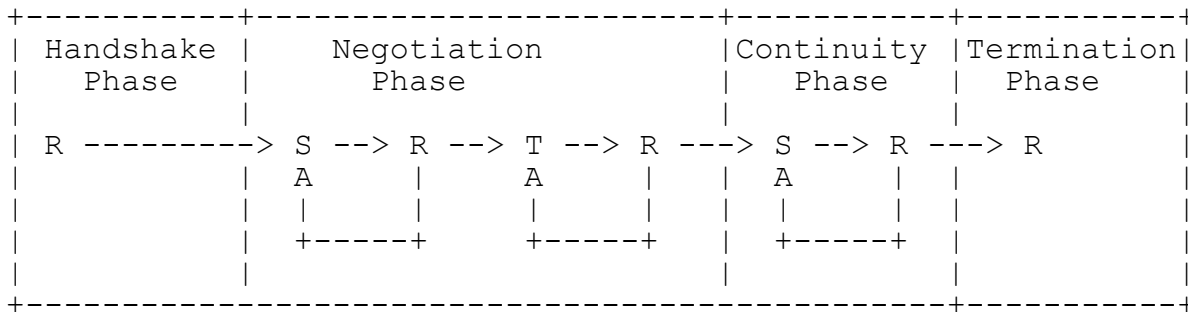 +-----------+------------------------+------------+-----------+
| Handshake |    Negotiation         |Continuity |Termination|
|   Phase   |      Phase             |   Phase   |  Phase    |
|           |                        |           |           |
| R ---------> S --> R --> T --> R ---> S --> R ---> R       |
|           | A     |     A     |   | A     |  |           |
|           | |     |     |     |   | |     |  |           |
|           | +-----+     +-----+   | +-----+  |           |
|           |                        |           |           |
+------------------------------------------------+-----------+